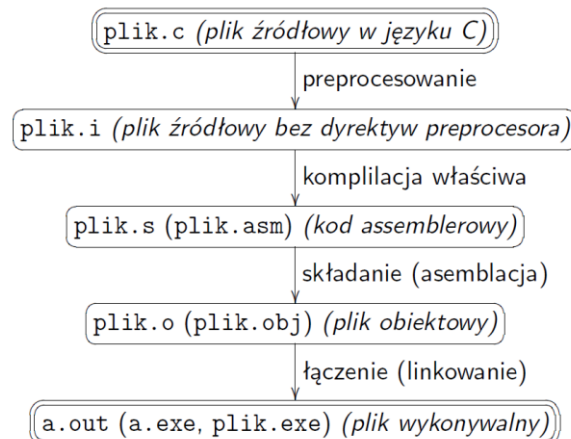 plik.c (plik źródłowy w języku C)
preprocesowanie
plik.i (plik źródłowy bez dyrektyw preprocesora)
komplilacja właściwa
plik.s (plik.asm) (kod assemblerowy)
składanie (asemblacja)
plik.o (plik.obj) (plik obiektowy)
łączenie (linkowanie)
a.out (a.exe, plik.exe) (plik wykonywalny)